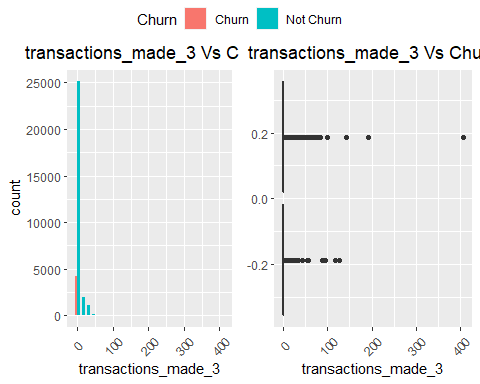 Churn Churn Not Churn
transactions_made_3 Vs C
transactions_made_3 Vs Chu
25000
20000
15000
10000
5000
0
count
0 100 200 300 400
transactions_made_3
0.2
0.0
-0.2
0 100 200 300 400
transactions_made_3